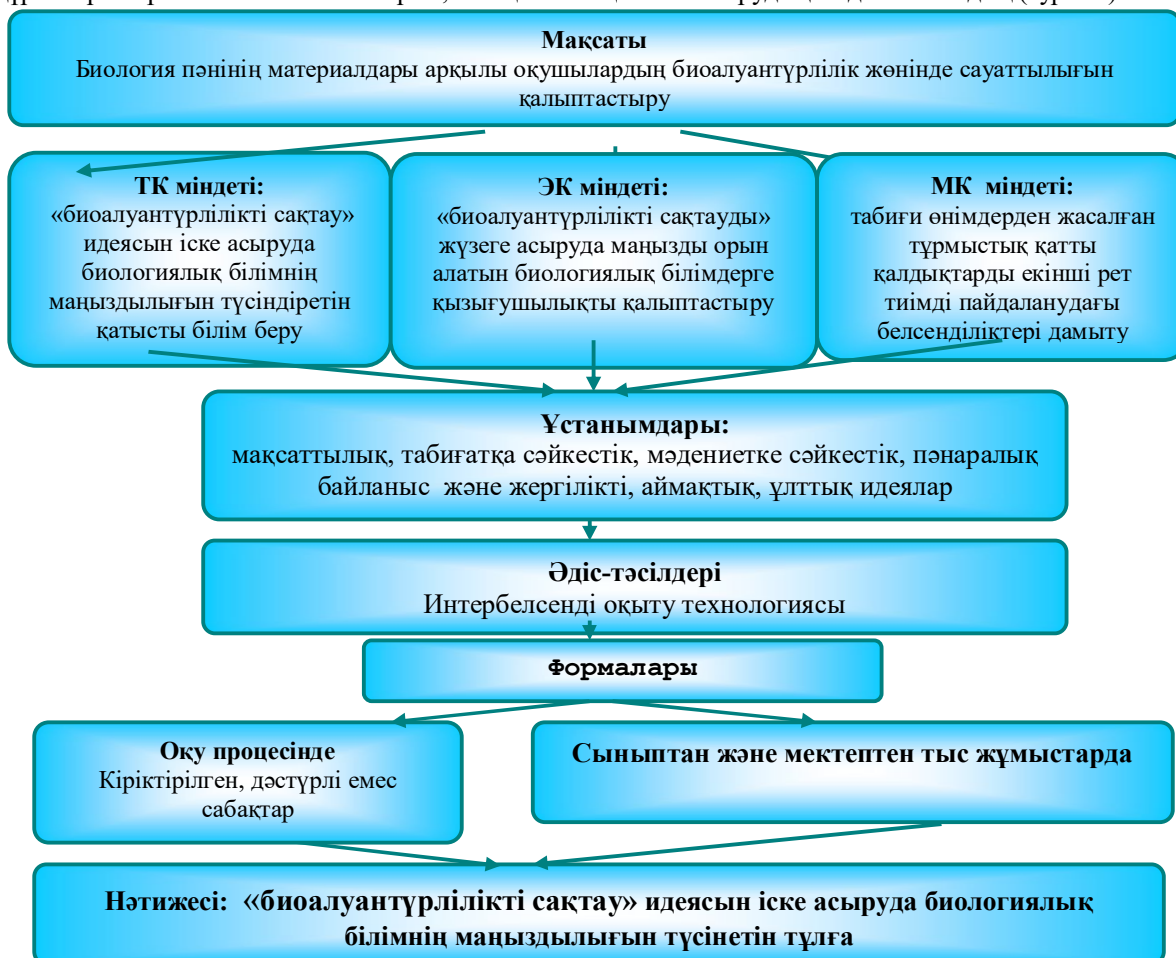 Мақсаты
Биология пәнінің материалдары арқылы оқушылардың биоалуантүрлілік жөнінде сауаттылығын
қалыптастыру
ТК міндеті:
«биоалуантүрлілікті сақтау»
идеясын іске асыруда
биологиялық білімнің
маңыздылығын түсіндіретін
қатысты білім беру
ЭК міндеті:
«биоалуантүрлілікті сақтауды»
жүзеге асыруда маңызды орын
алатын биологиялық білімдерге
қызығушылықты қалыптастыру
МК міндеті:
табиғи өнімдерден жасалған
тұрмыстық қатты
қалдықтарды екінші рет
тиімді пайдаланудағы
белсенділіктері дамыту
Ұстанымдары:
мақсаттылық, табиғатқа сәйкестік, мәдениетке сәйкестік, пәнаралық
байланыс және жергілікті, аймақтық, ұлттық идеялар
Әдіс-тәсілдері
Интербелсенді оқыту технологиясы
Формалары
Оқу процесінде
Кіріктірілген, дәстүрлі емес
сабақтар
Сыныптан және мектептен тыс жұмыстарда
Нәтижесі: «биоалуантүрлілікті сақтау» идеясын іске асыруда биологиялық
білімнің маңыздылығын түсінетін тұлға